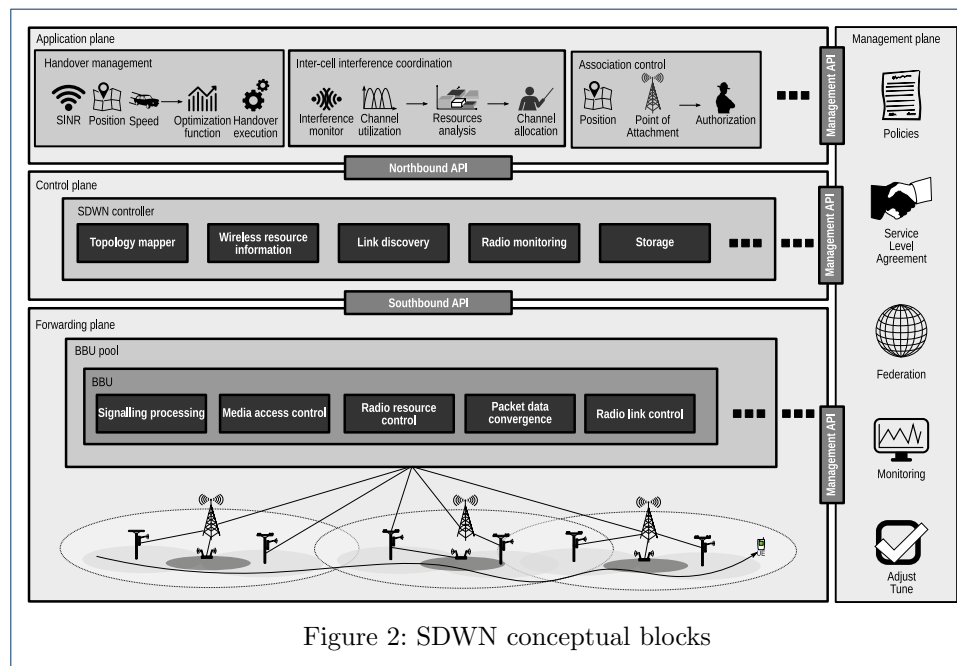 Application plane
Handover management
SINR
Position
Speed
Optimization
function
Handover
execution
Inter-cell interference coordination
Interference
monitor
Channel
utilization
Resources
analysis
Channel
allocation
Association control
Position
Point of
Attachment
Authorization
Management API
Northbound API
Control plane
SDWN controller
Topology mapper
Wireless resource
information
Link discovery
Radio monitoring
Storage
Management API
Southbound API
Forwarding plane
BBU pool
BBU
Signalling processing
Media access control
Radio resource
control
Packet data
convergence
Radio link control
Management API
UE
Management plane
Policies
Service
Level
Agreement
Federation
Monitoring
Adjust
Tune
Figure 2: SDWN conceptual blocks